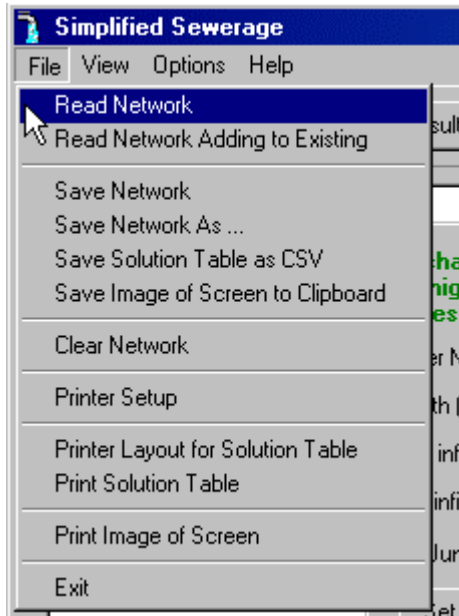 Simplified Sewerage
File View Options Help
Read Network
Read Network Adding to Existing
Save Network
Save Network As ...
Save Solution Table as CSV
Save Image of Screen to Clipboard
Clear Network
Printer Setup
Printer Layout for Solution Table
Print Solution Table
Print Image of Screen
Exit